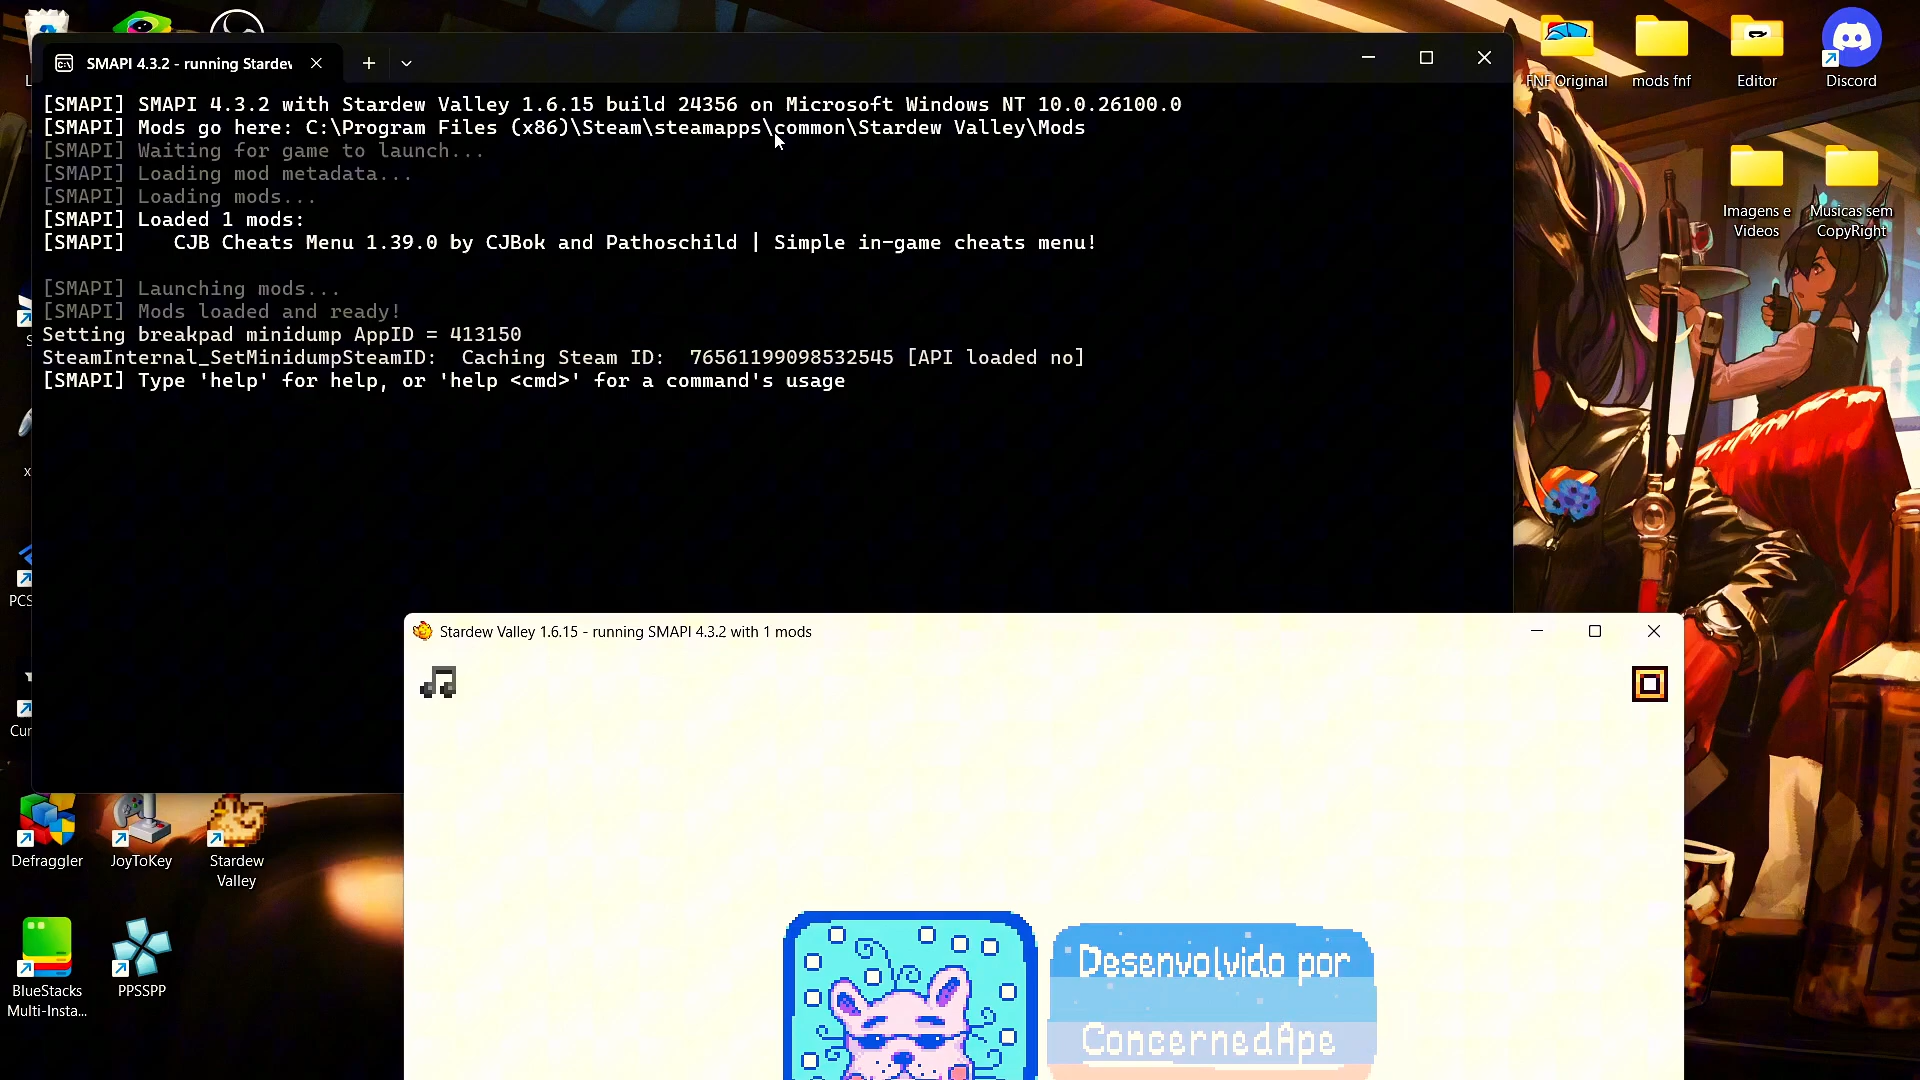 SMAPI 4.3.2 - running Stardew
[SMAPI] SMAPI 4.3.2 with Stardew Valley 1.6.15 build 24356 on Microsoft Windows NT 10.0.26100.0
[SMAPI] Mods go here: C:\Program Files (x86)\Steam\steamapps\common\Stardew Valley\Mods
[SMAPI] Waiting for game to launch...
[SMAPI] Loading mod metadata...
[SMAPI] Loading mods...
[SMAPI] Loaded 1 mods:
[SMAPI]    CJB Cheats Menu 1.39.0 by CJBok and Pathoschild | Simple in-game cheats menu!
[SMAPI] Launching mods...
[SMAPI] Mods loaded and ready!
Setting breakpad minidump AppID = 413150
SteamInternal_SetMinidumpSteamID:  Caching Steam ID:  76561199098532545 [API loaded no]
[SMAPI] Type 'help' for help, or 'help <cmd>' for a command's usage
FNF Original
mods fnf
Editor
Discord
Imagens e
Videos
Musicas sem
CopyRight
Stardew Valley 1.6.15 - running SMAPI 4.3.2 with 1 mods
Desenvolvido por
ConcernedApe
Defraggler
JoyToKey
Stardew
Valley
BlueStacks
Multi-Insta...
PPSSPP